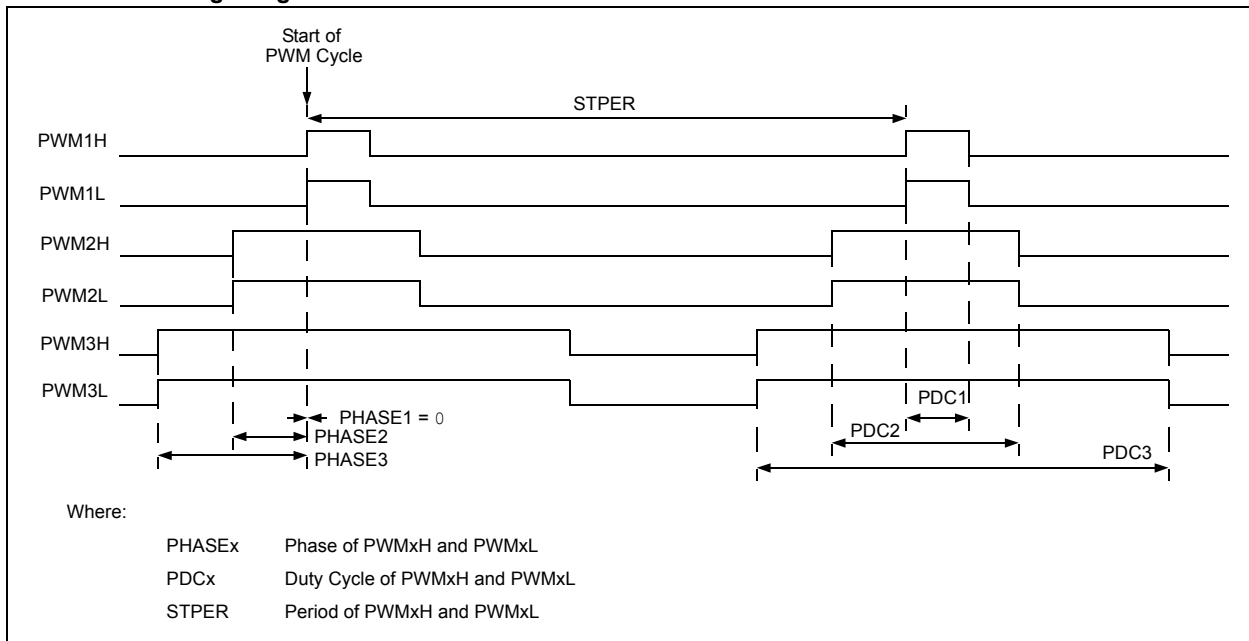 Start of
PWM Cycle
STPER
PWM1H
PWM1L
PWM2H
PWM2L
PWM3H
PWM3L
PHASE1 = 0
PHASE2
PHASE3
PDC1
PDC2
PDC3
Where:
PHASEx Phase of PWMxH and PWMxL
PDCx Duty Cycle of PWMxH and PWMxL
STPER Period of PWMxH and PWMxL